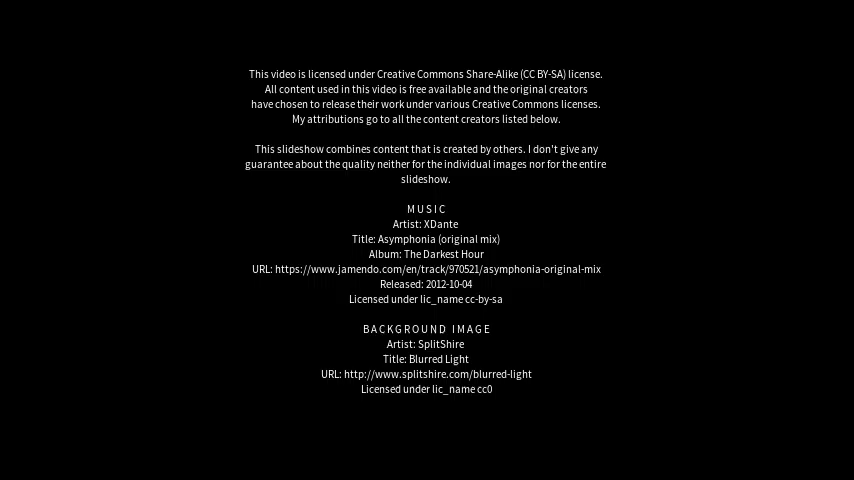 This video is licensed under Creative Commons Share-Alike (CC BY-SA) license.
All content used in this video is free available and the original creators
have chosen to release their work under various Creative Commons licenses.
My attributions go to all the content creators listed below.
This slideshow combines content that is created by others. I don't give any
guarantee about the quality neither for the individual images nor for the entire
slideshow.
MUSIC
Artist: XDante
Title: Asymphonia (original mix)
Album: The Darkest Hour
URL: https://www.jamendo.com/en/track/970521/asymphonia-original-mix
Released: 2012-10-04
Licensed under lic_name cc-by-sa
BACKGROUND IMAGE
Artist: SplitShire
Title: Blurred Light
URL: http://www.splitshire.com/blurred-light
Licensed under lic_name cc0